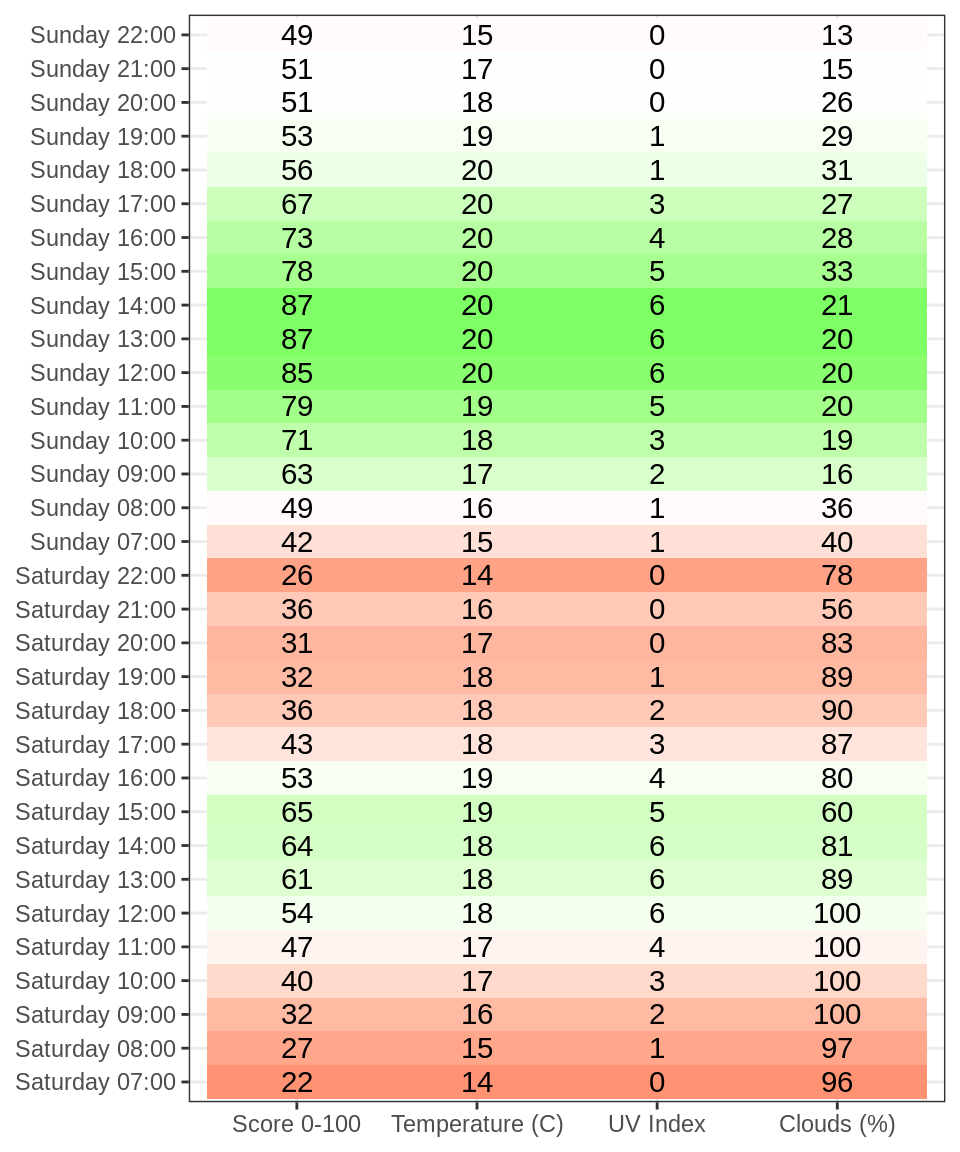 Sunday 22:00 49 15 0 13
Sunday 21:00 51 17 0 15
Sunday 20:00 51 18 0 26
Sunday 19:00 53 19 1 29
Sunday 18:00 56 20 1 31
Sunday 17:00 67 20 3 27
Sunday 16:00 73 20 4 28
Sunday 15:00 78 20 5 33
Sunday 14:00 87 20 6 21
Sunday 13:00 87 20 6 20
Sunday 12:00 85 20 6 20
Sunday 11:00 79 19 5 20
Sunday 10:00 71 18 3 19
Sunday 09:00 63 17 2 16
Sunday 08:00 49 16 1 36
Sunday 07:00 42 15 1 40
Saturday 22:00 26 14 0 78
Saturday 21:00 36 16 0 56
Saturday 20:00 31 17 0 83
Saturday 19:00 32 18 1 89
Saturday 18:00 36 18 2 90
Saturday 17:00 43 18 3 87
Saturday 16:00 53 19 4 80
Saturday 15:00 65 19 5 60
Saturday 14:00 64 18 6 81
Saturday 13:00 61 18 6 89
Saturday 12:00 54 18 6 100
Saturday 11:00 47 17 4 100
Saturday 10:00 40 17 3 100
Saturday 09:00 32 16 2 100
Saturday 08:00 27 15 1 97
Saturday 07:00 22 14 0 96
Score 0-100 Temperature (C) UV Index Clouds (%)